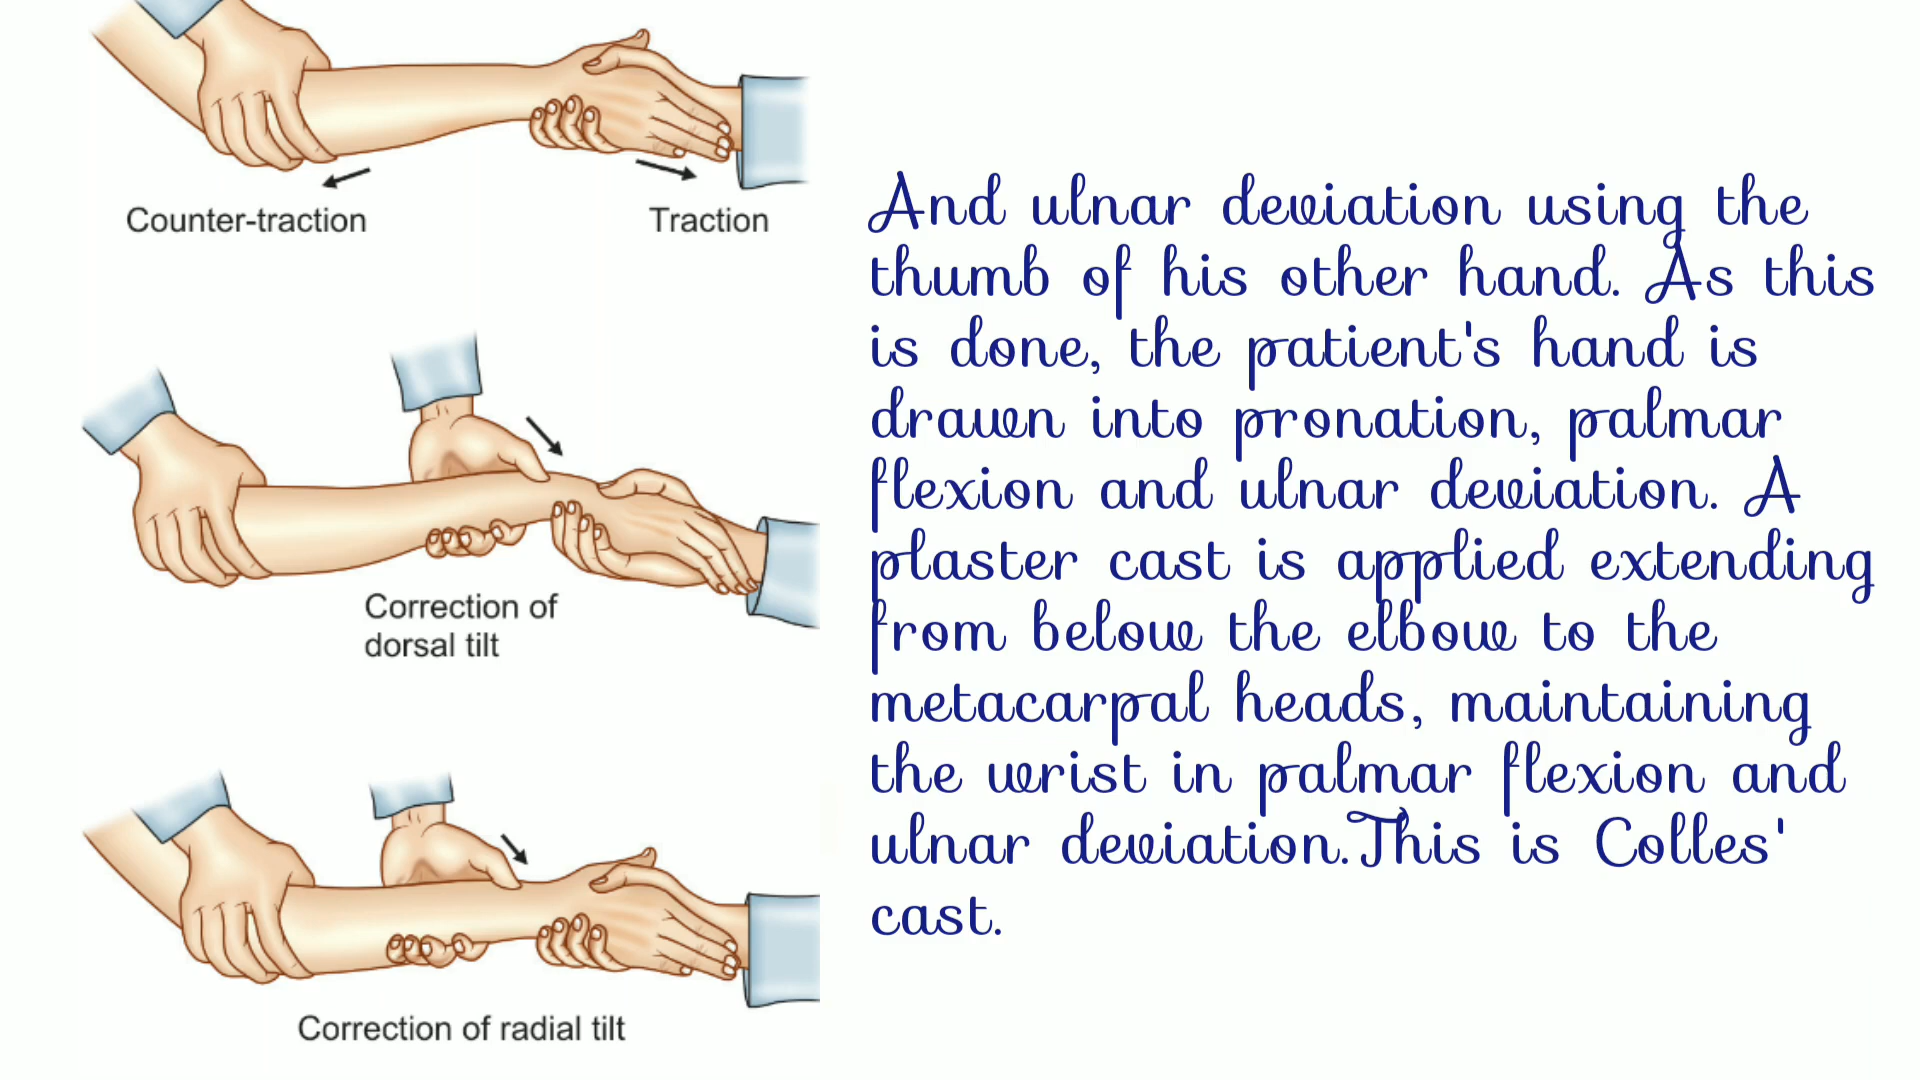 Counter-traction
Traction
Correction of
dorsal tilt
Correction of radial tilt
And ulnar deviation using the
thumb of his other hand. As this
is done, the patient's hand is
drawn into pronation, palmar
flexion and ulnar deviation. A
plaster cast is applied extending
from below the elbow to the
metacarpal heads, maintaining
the wrist in palmar flexion and
ulnar deviation.This is Colles'
cast.